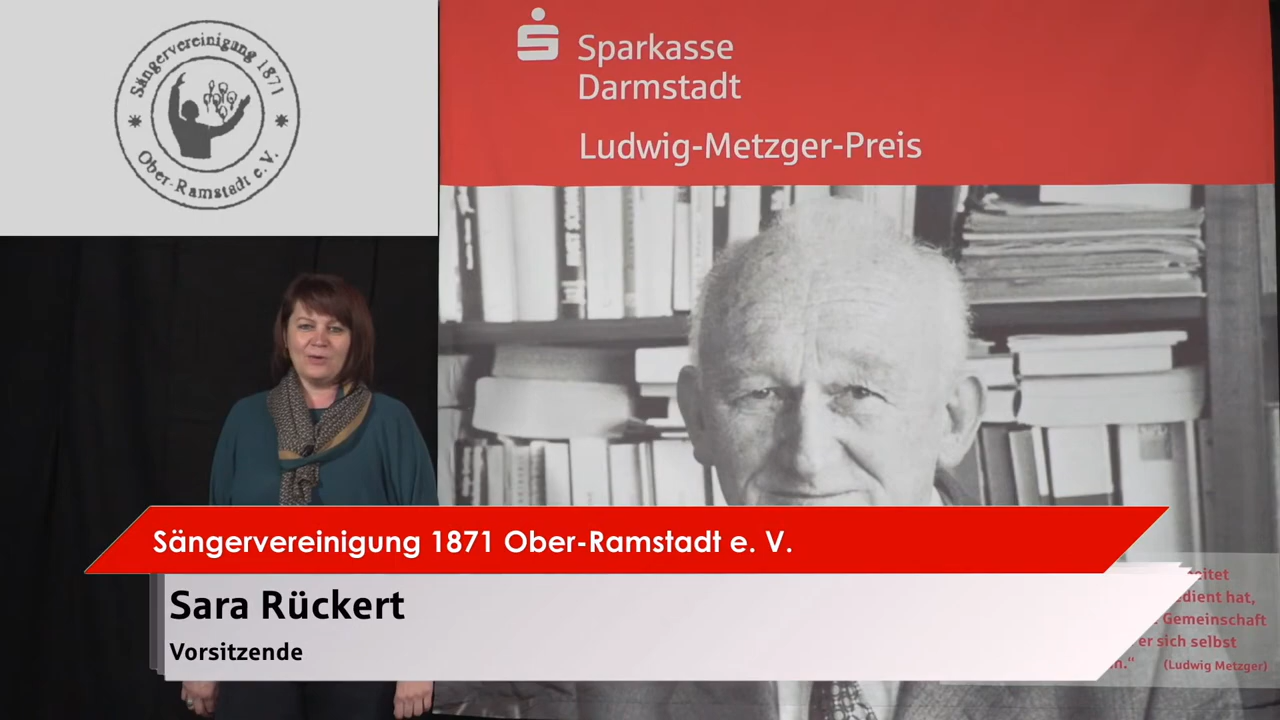 Sängervereinigung 1871
Ober-Ramstadt e. V.
Sparkasse
Darmstadt
Ludwig-Metzger-Preis
Sängervereinigung 1871 Ober-Ramstadt e. V.
Sara Rückert
Vorsitzende
Gemeinschaft
er sich selbst
(Ludwig Metzger)